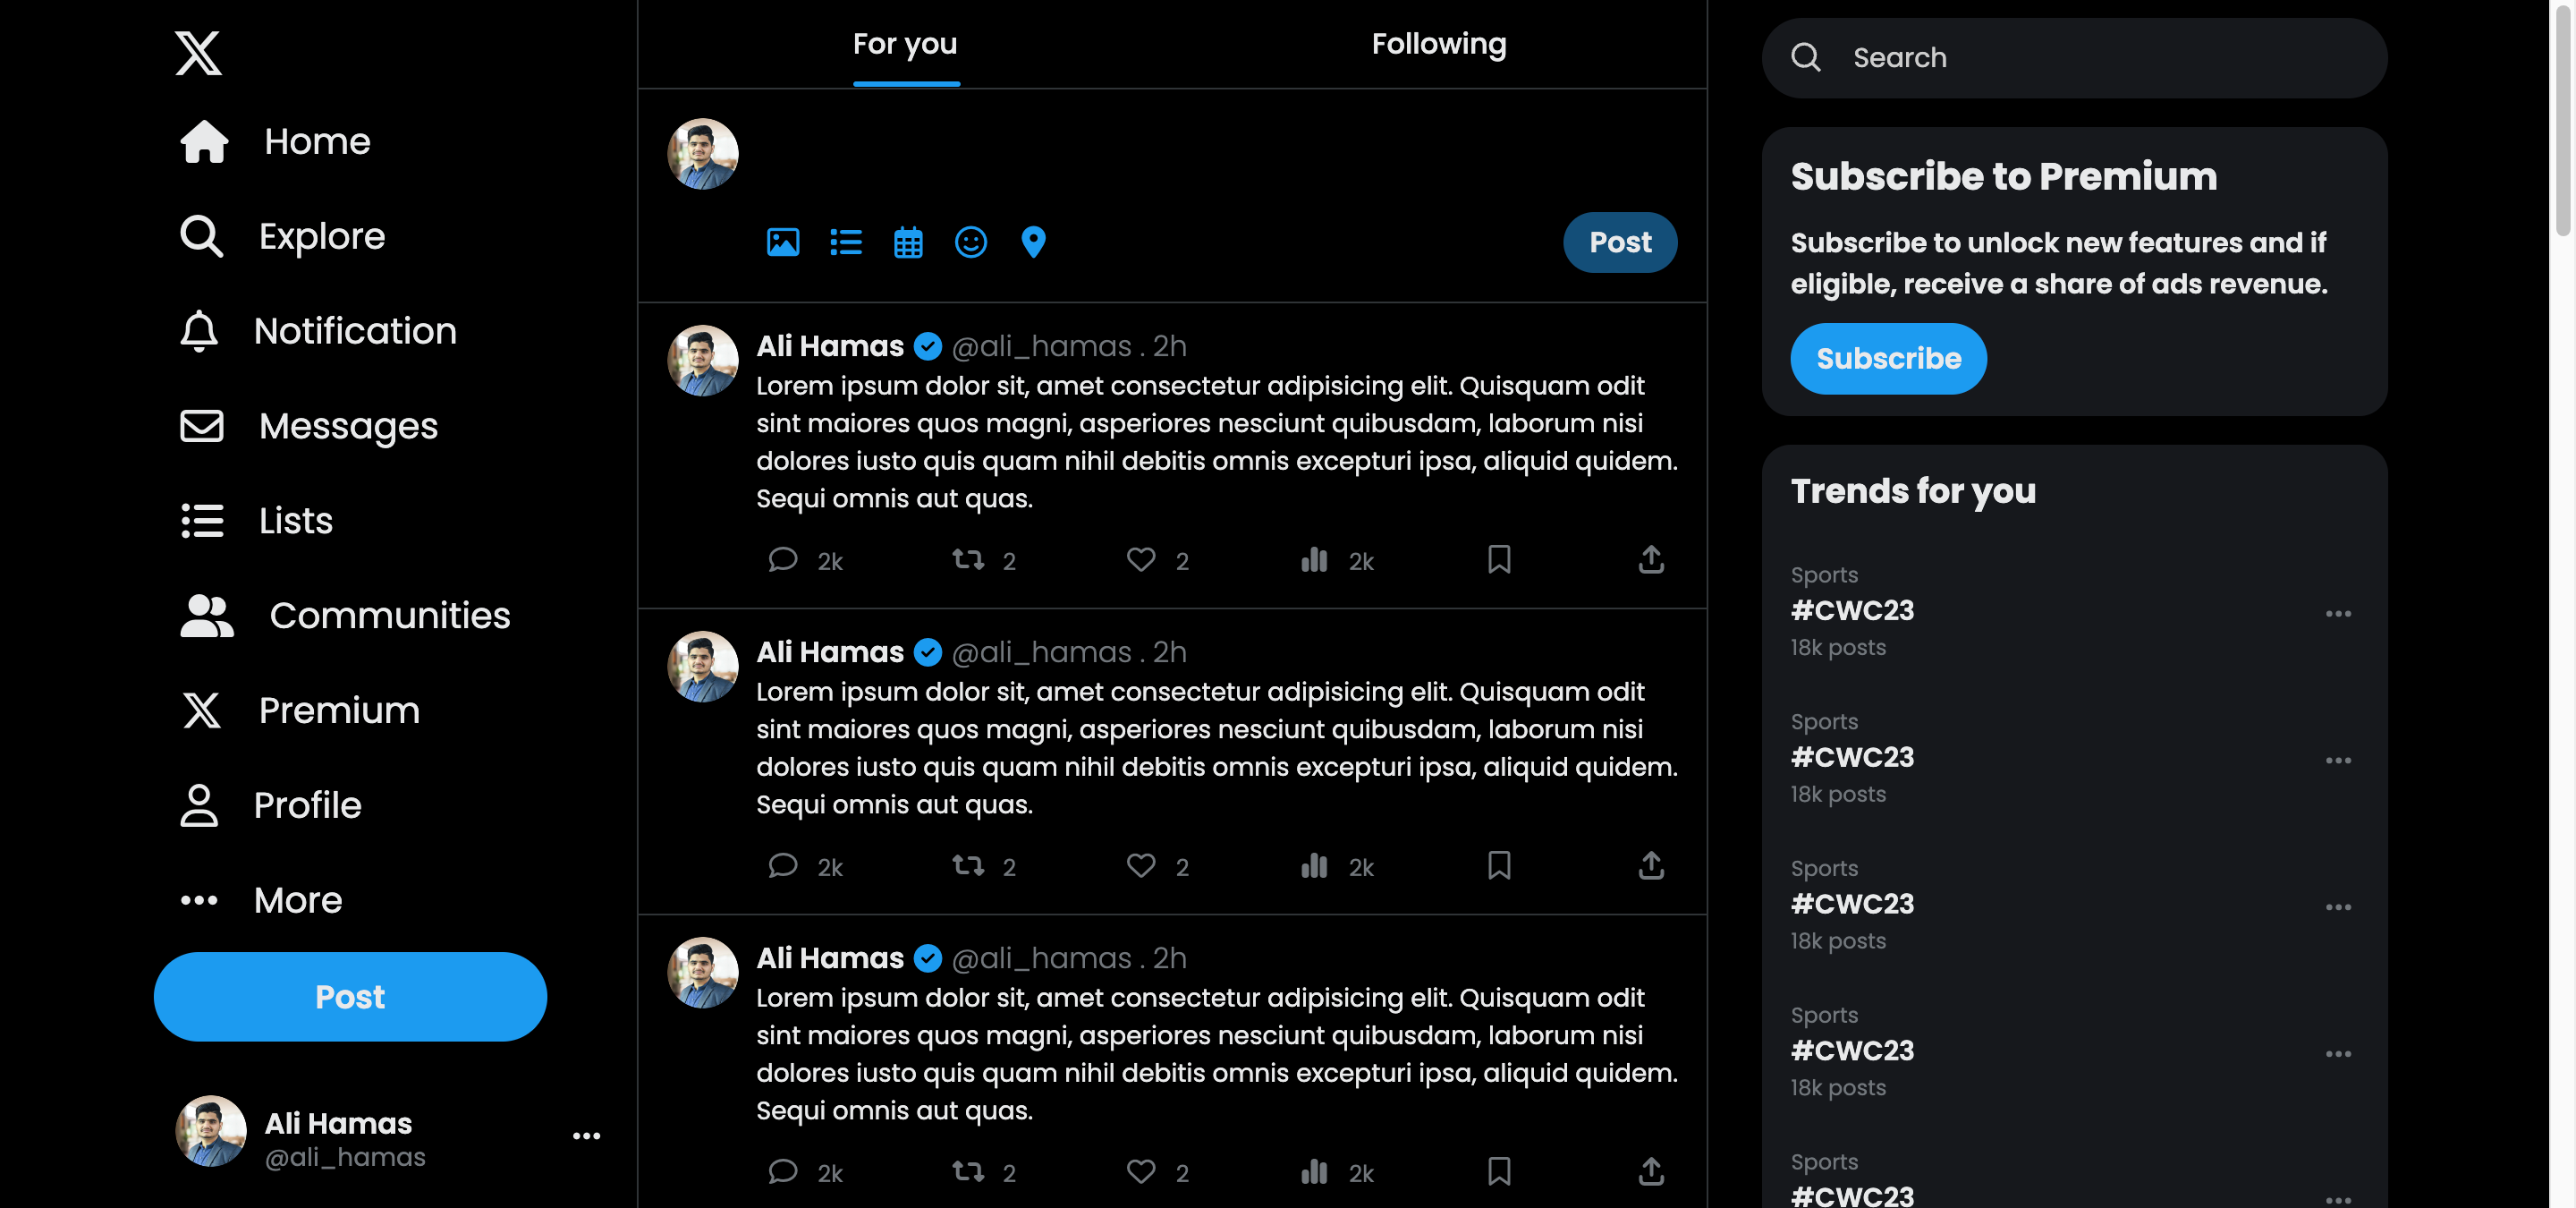 Home
Explore
Notification
Messages
Lists
Communities
Premium
Profile
More
Post
Ali Hamas
@ali_hamas
For you
Following
Post
Ali Hamas @ali_hamas . 2h
Lorem ipsum dolor sit, amet consectetur adipisicing elit. Quisquam odit
sint maiores quos magni, asperiores nesciunt quibusdam, laborum nisi
dolores iusto quis quam nihil debitis omnis excepturi ipsa, aliquid quidem.
Sequi omnis aut quas.
2k 2 2 2k
Ali Hamas @ali_hamas . 2h
Lorem ipsum dolor sit, amet consectetur adipisicing elit. Quisquam odit
sint maiores quos magni, asperiores nesciunt quibusdam, laborum nisi
dolores iusto quis quam nihil debitis omnis excepturi ipsa, aliquid quidem.
Sequi omnis aut quas.
2k 2 2 2k
Ali Hamas @ali_hamas . 2h
Lorem ipsum dolor sit, amet consectetur adipisicing elit. Quisquam odit
sint maiores quos magni, asperiores nesciunt quibusdam, laborum nisi
dolores iusto quis quam nihil debitis omnis excepturi ipsa, aliquid quidem.
Sequi omnis aut quas.
2k 2 2 2k
Search
Subscribe to Premium
Subscribe to unlock new features and if
eligible, receive a share of ads revenue.
Subscribe
Trends for you
Sports
#CWC23
18k posts
Sports
#CWC23
18k posts
Sports
#CWC23
18k posts
Sports
#CWC23
18k posts
Sports
#CWC23